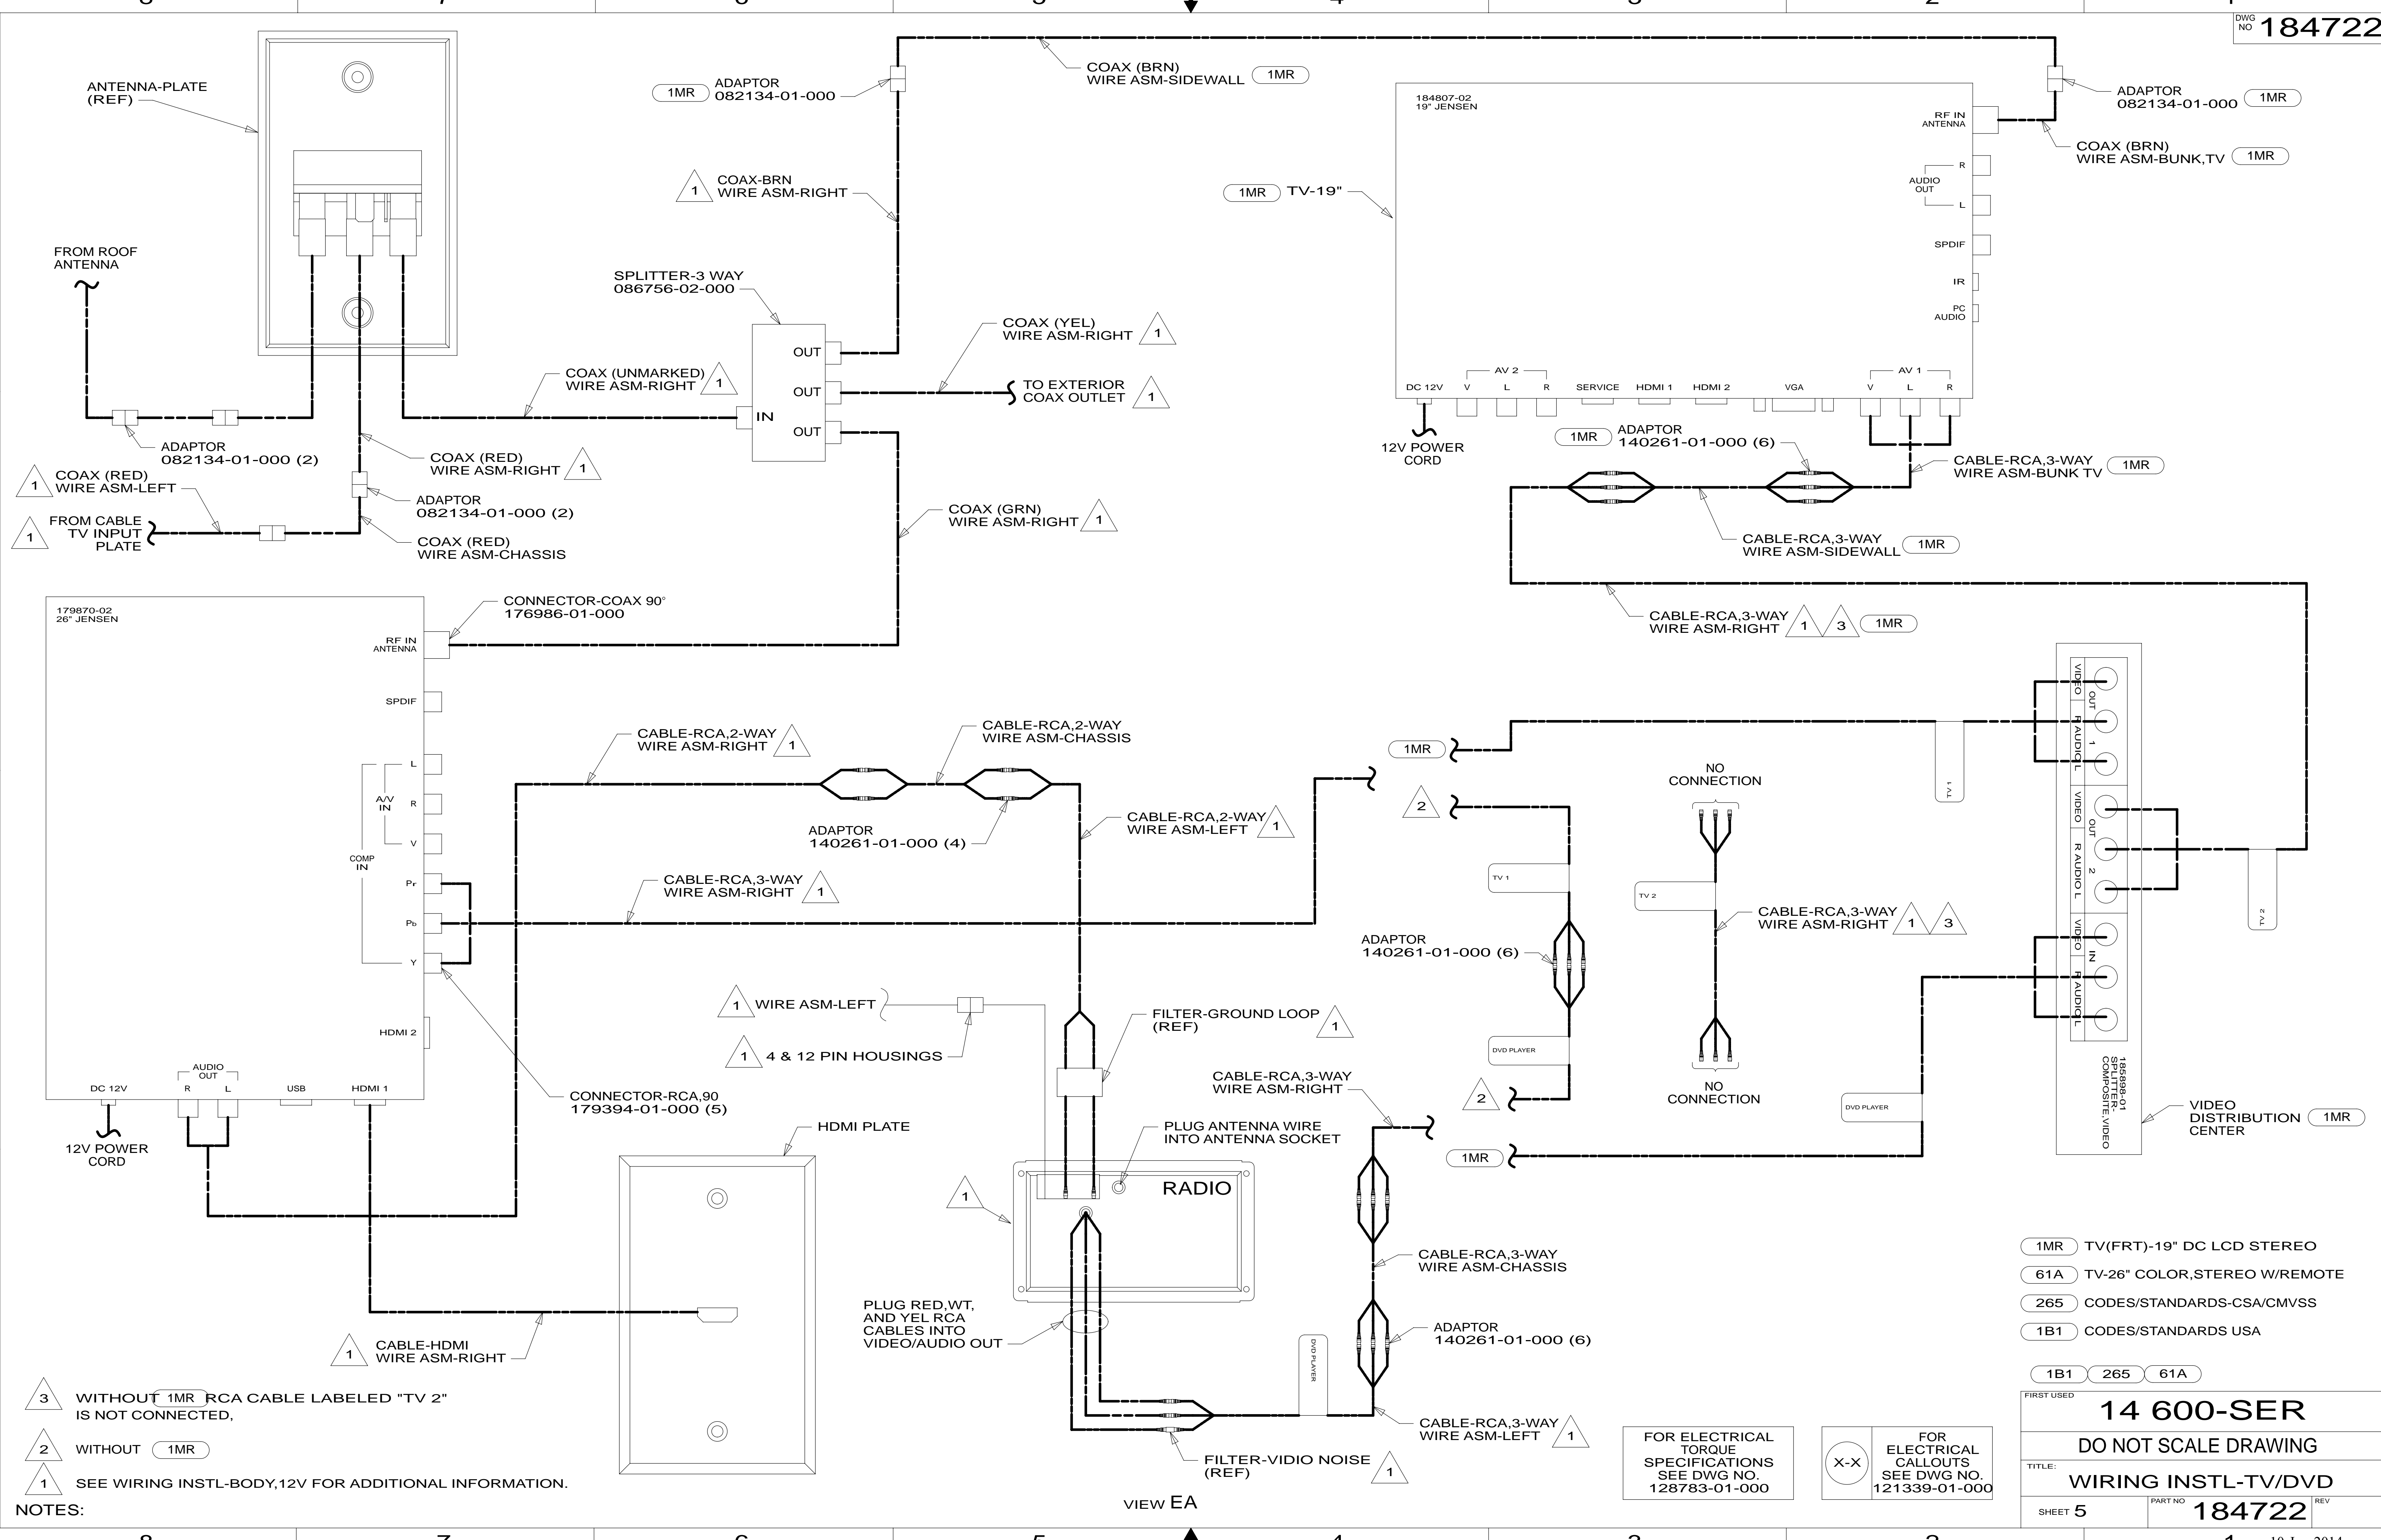 DWG
NO 184722
ANTENNA-PLATE
(REF)
1MR
ADAPTOR
082134-01-000
COAX (BRN)
WIRE ASM-SIDEWALL
1MR
184807-02
19" JENSEN
RF IN
ANTENNA
R
AUDIO
OUT
L
SPDIF
IR
PC
AUDIO
ADAPTOR
082134-01-000
1MR
COAX (BRN)
WIRE ASM-BUNK,TV
1MR
1
COAX-BRN
WIRE ASM-RIGHT
1MR
TV-19"
FROM ROOF
ANTENNA
SPLITTER-3 WAY
086756-02-000
OUT
OUT
OUT
IN
COAX (YEL)
WIRE ASM-RIGHT
1
TO EXTERIOR
COAX OUTLET
1
COAX (UNMARKED)
WIRE ASM-RIGHT
1
DC 12V
AV 2
V L R
SERVICE
HDMI 1
HDMI 2
VGA
AV 1
V L R
12V POWER
CORD
1MR
ADAPTOR
140261-01-000 (6)
CABLE-RCA,3-WAY
WIRE ASM-BUNK TV
1MR
ADAPTOR
082134-01-000 (2)
COAX (RED)
WIRE ASM-RIGHT
1
1
COAX (RED)
WIRE ASM-LEFT
ADAPTOR
082134-01-000 (2)
1
FROM CABLE
TV INPUT
PLATE
COAX (RED)
WIRE ASM-CHASSIS
COAX (GRN)
WIRE ASM-RIGHT
1
CABLE-RCA,3-WAY
WIRE ASM-SIDEWALL
1MR
CABLE-RCA,3-WAY
WIRE ASM-RIGHT
1
3
1MR
179870-02
26" JENSEN
CONNECTOR-COAX 90°
176986-01-000
RF IN
ANTENNA
SPDIF
L
A/V
IN
R
V
COMP
IN
Pr
Pb
Y
HDMI 2
DC 12V
AUDIO
OUT
R L
USB
HDMI 1
12V POWER
CORD
CABLE-RCA,2-WAY
WIRE ASM-RIGHT
1
CABLE-RCA,2-WAY
WIRE ASM-CHASSIS
ADAPTOR
140261-01-000 (4)
CABLE-RCA,2-WAY
WIRE ASM-LEFT
1
CABLE-RCA,3-WAY
WIRE ASM-RIGHT
1
1MR
2
NO
CONNECTION
TV 1
TV 1
TV 2
CABLE-RCA,3-WAY
WIRE ASM-RIGHT
1
3
ADAPTOR
140261-01-000 (6)
DVD PLAYER
2
NO
CONNECTION
VIDEO
OUT
R AUDIO L
1
VIDEO
OUT
R AUDIO L
2
VIDEO
IN
R AUDIO L
TV 2
185898-01
SPLITTER-
COMPOSITE,VIDEO
DVD PLAYER
VIDEO
DISTRIBUTION
CENTER
1MR
1
WIRE ASM-LEFT
1
4 & 12 PIN HOUSINGS
FILTER-GROUND LOOP
(REF)
1
CONNECTOR-RCA,90
179394-01-000 (5)
HDMI PLATE
CABLE-RCA,3-WAY
WIRE ASM-RIGHT
PLUG ANTENNA WIRE
INTO ANTENNA SOCKET
1MR
1
RADIO
CABLE-RCA,3-WAY
WIRE ASM-CHASSIS
PLUG RED,WT,
AND YEL RCA
CABLES INTO
VIDEO/AUDIO OUT
ADAPTOR
140261-01-000 (6)
DVD PLAYER
1
CABLE-HDMI
WIRE ASM-RIGHT
CABLE-RCA,3-WAY
WIRE ASM-LEFT
1
FILTER-VIDIO NOISE
(REF)
1
VIEW EA
3
WITHOUT 1MR RCA CABLE LABELED "TV 2"
IS NOT CONNECTED,
2
WITHOUT 1MR
1
SEE WIRING INSTL-BODY,12V FOR ADDITIONAL INFORMATION.
NOTES:
1MR TV(FRT)-19" DC LCD STEREO
61A TV-26" COLOR,STEREO W/REMOTE
265 CODES/STANDARDS-CSA/CMVSS
1B1 CODES/STANDARDS USA
1B1 265 61A
FOR ELECTRICAL
TORQUE
SPECIFICATIONS
SEE DWG NO.
128783-01-000
X-X
FOR
ELECTRICAL
CALLOUTS
SEE DWG NO.
121339-01-000
FIRST USED
14 600-SER
DO NOT SCALE DRAWING
TITLE:
WIRING INSTL-TV/DVD
SHEET 5
PART NO 184722
REV